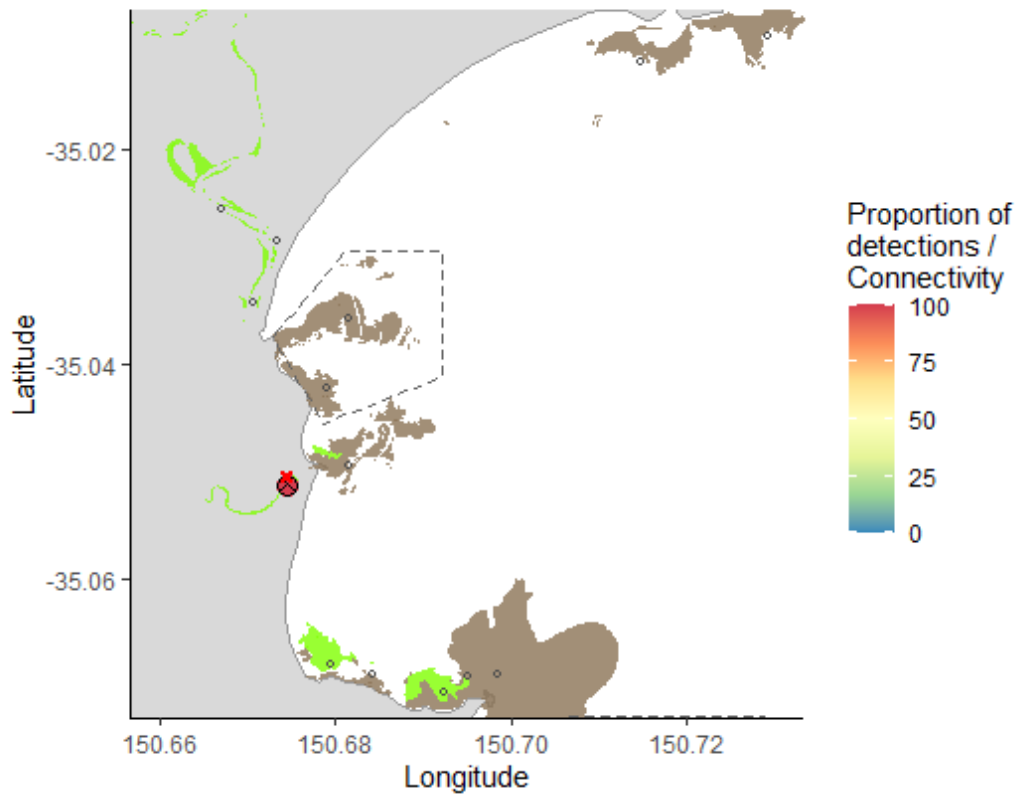 -35.02
-35.04
-35.06
Latitude
150.66
150.68
150.70
150.72
Longitude
Proportion of
detections /
Connectivity
100
75
50
25
0